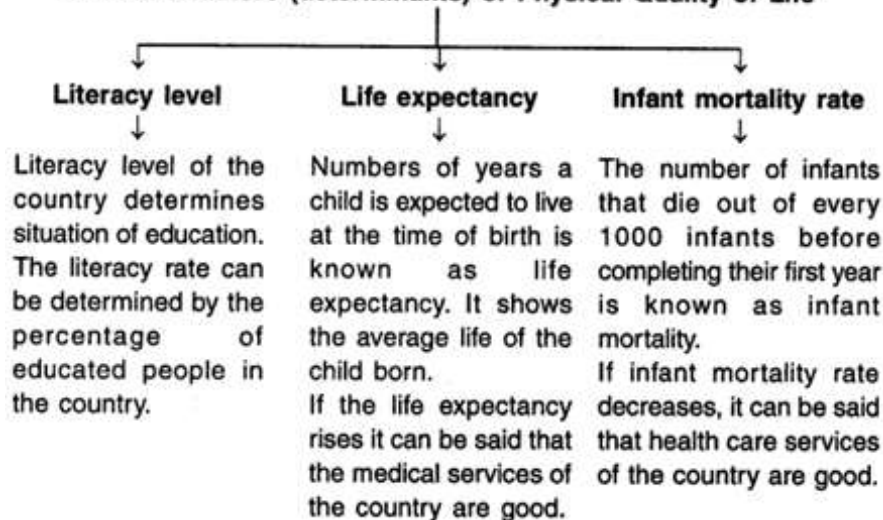 (determinants) of Physical Quality of Life
Literacy level
Literacy level of the
country determines
situation of education.
The literacy rate can
be determined by the
percentage of
educated people in
the country.
Life expectancy
Numbers of years a
child is expected to live
at the time of birth is
known as life
expectancy. It shows
the average life of the
child born.
If the life expectancy
rises it can be said that
the medical services of
the country are good.
Infant mortality rate
The number of infants
that die out of every
1000 infants before
completing their first year
is known as infant
mortality.
If infant mortality rate
decreases, it can be said
that health care services
of the country are good.